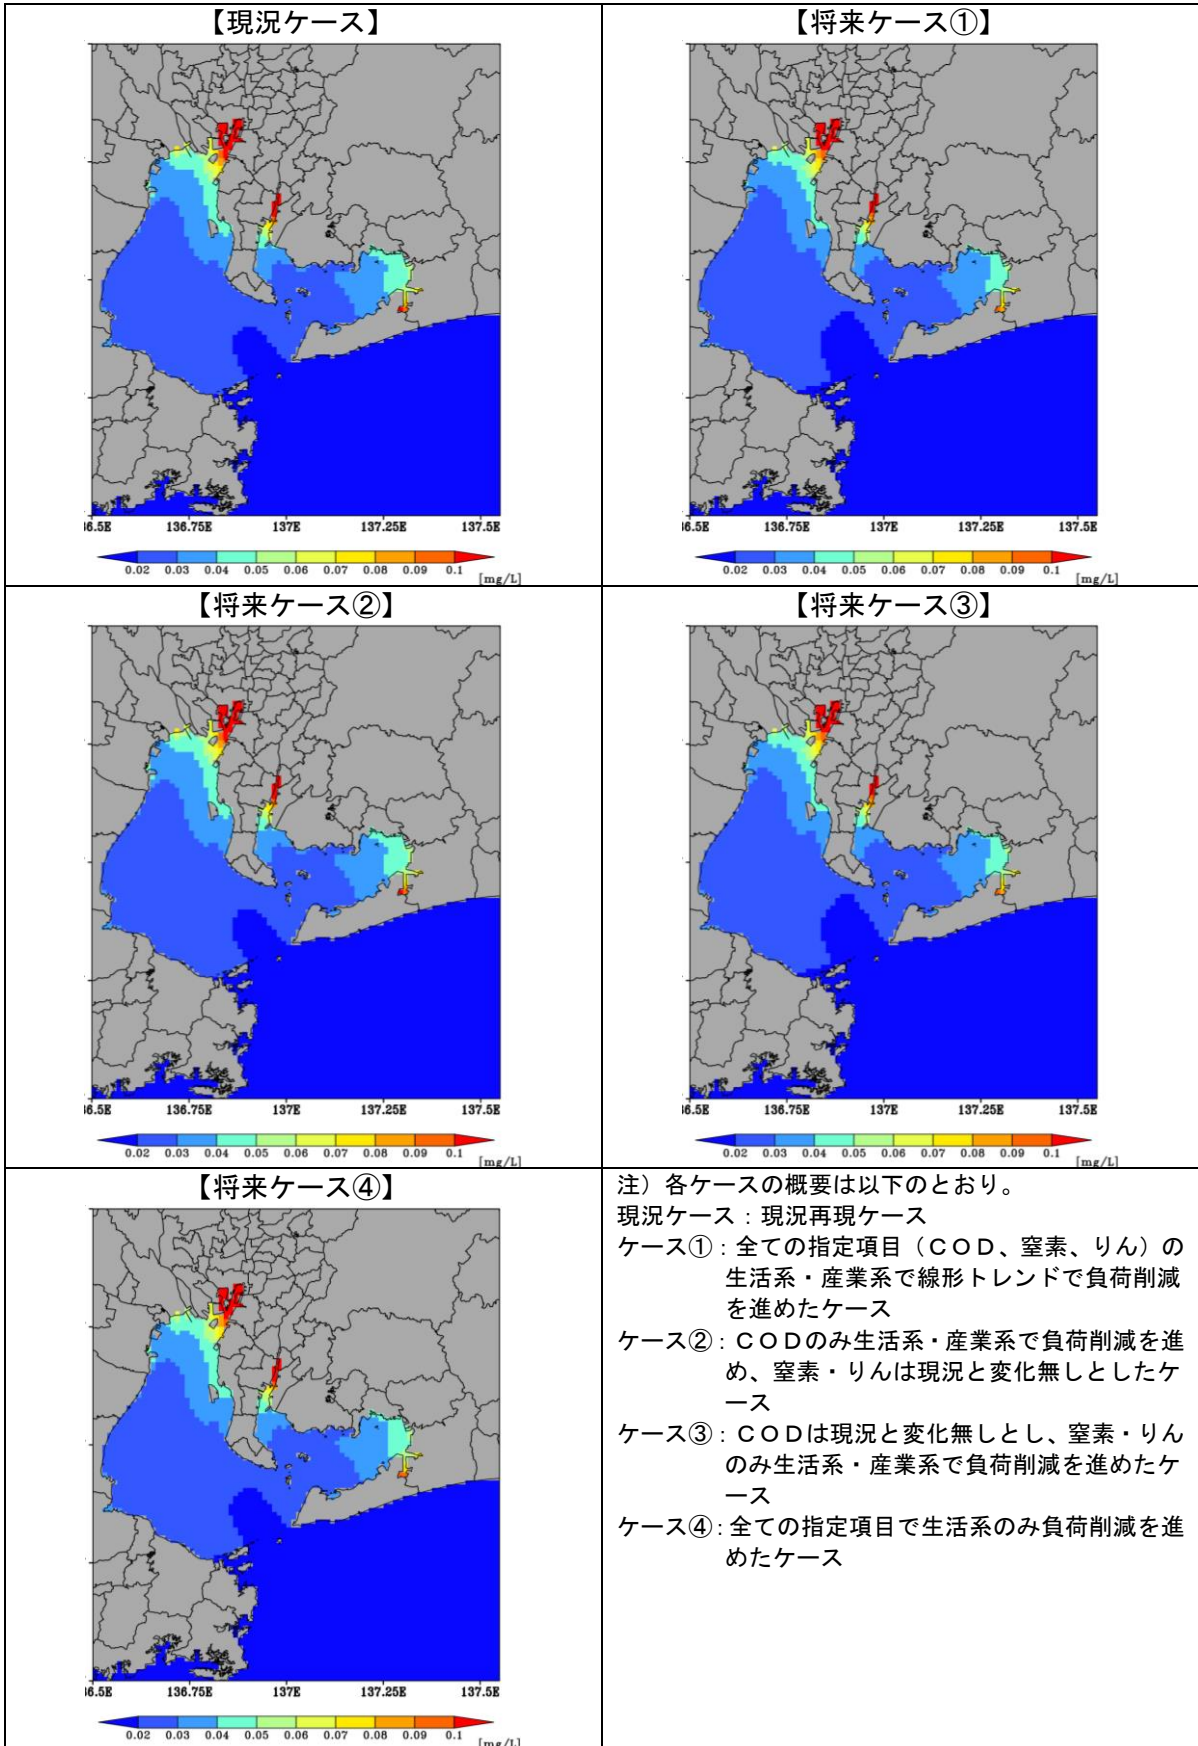 【現況ケース】
36.5E 136.75E 137E 137.25E 137.5E
0.02 0.03 0.04 0.05 0.06 0.07 0.08 0.09 0.1
[mg/L]
【将来ケース①】
36.5E 136.75E 137E 137.25E 137.5E
0.02 0.03 0.04 0.05 0.06 0.07 0.08 0.09 0.1
[mg/L]
【将来ケース②】
36.5E 136.75E 137E 137.25E 137.5E
0.02 0.03 0.04 0.05 0.06 0.07 0.08 0.09 0.1
[mg/L]
【将来ケース③】
36.5E 136.75E 137E 137.25E 137.5E
0.02 0.03 0.04 0.05 0.06 0.07 0.08 0.09 0.1
[mg/L]
【将来ケース④】
36.5E 136.75E 137E 137.25E 137.5E
0.02 0.03 0.04 0.05 0.06 0.07 0.08 0.09 0.1
[mg/L]
注）各ケースの概要は以下のとおり。
現況ケース：現況再現ケース
ケース①：全ての指定項目（ＣＯＤ、窒素、りん）の
生活系・産業系で線形トレンドで負荷削減
を進めたケース
ケース②：ＣＯＤのみ生活系・産業系で負荷削減を進
め、窒素・りんは現況と変化無しとしたケ
ース
ケース③：ＣＯＤは現況と変化無しとし、窒素・りん
のみ生活系・産業系で負荷削減を進めたケ
ース
ケース④：全ての指定項目で生活系のみ負荷削減を進
めたケース